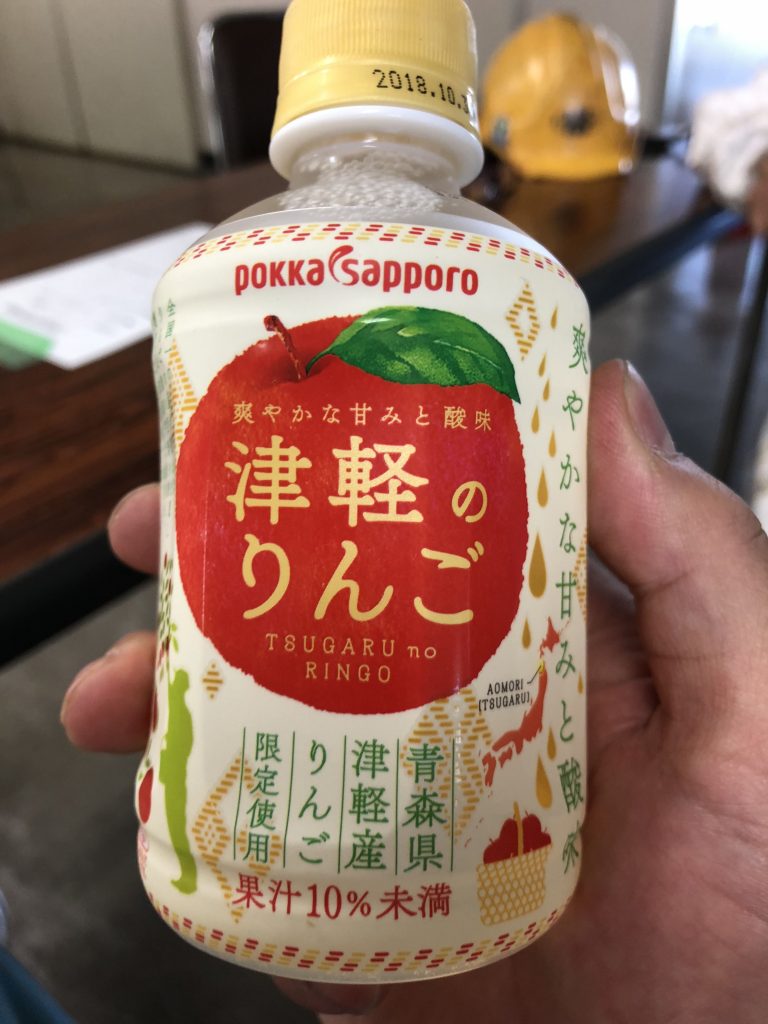 2018.10.3
POKKA SAPPORO
爽やかな甘みと酸味
津軽の
りんご
TSUGARU no
RINGO
AOMORI
[TSUGARU]
青森県
津軽産
りんご
限定使用
果汁10%未満
爽やかな甘みと酸味